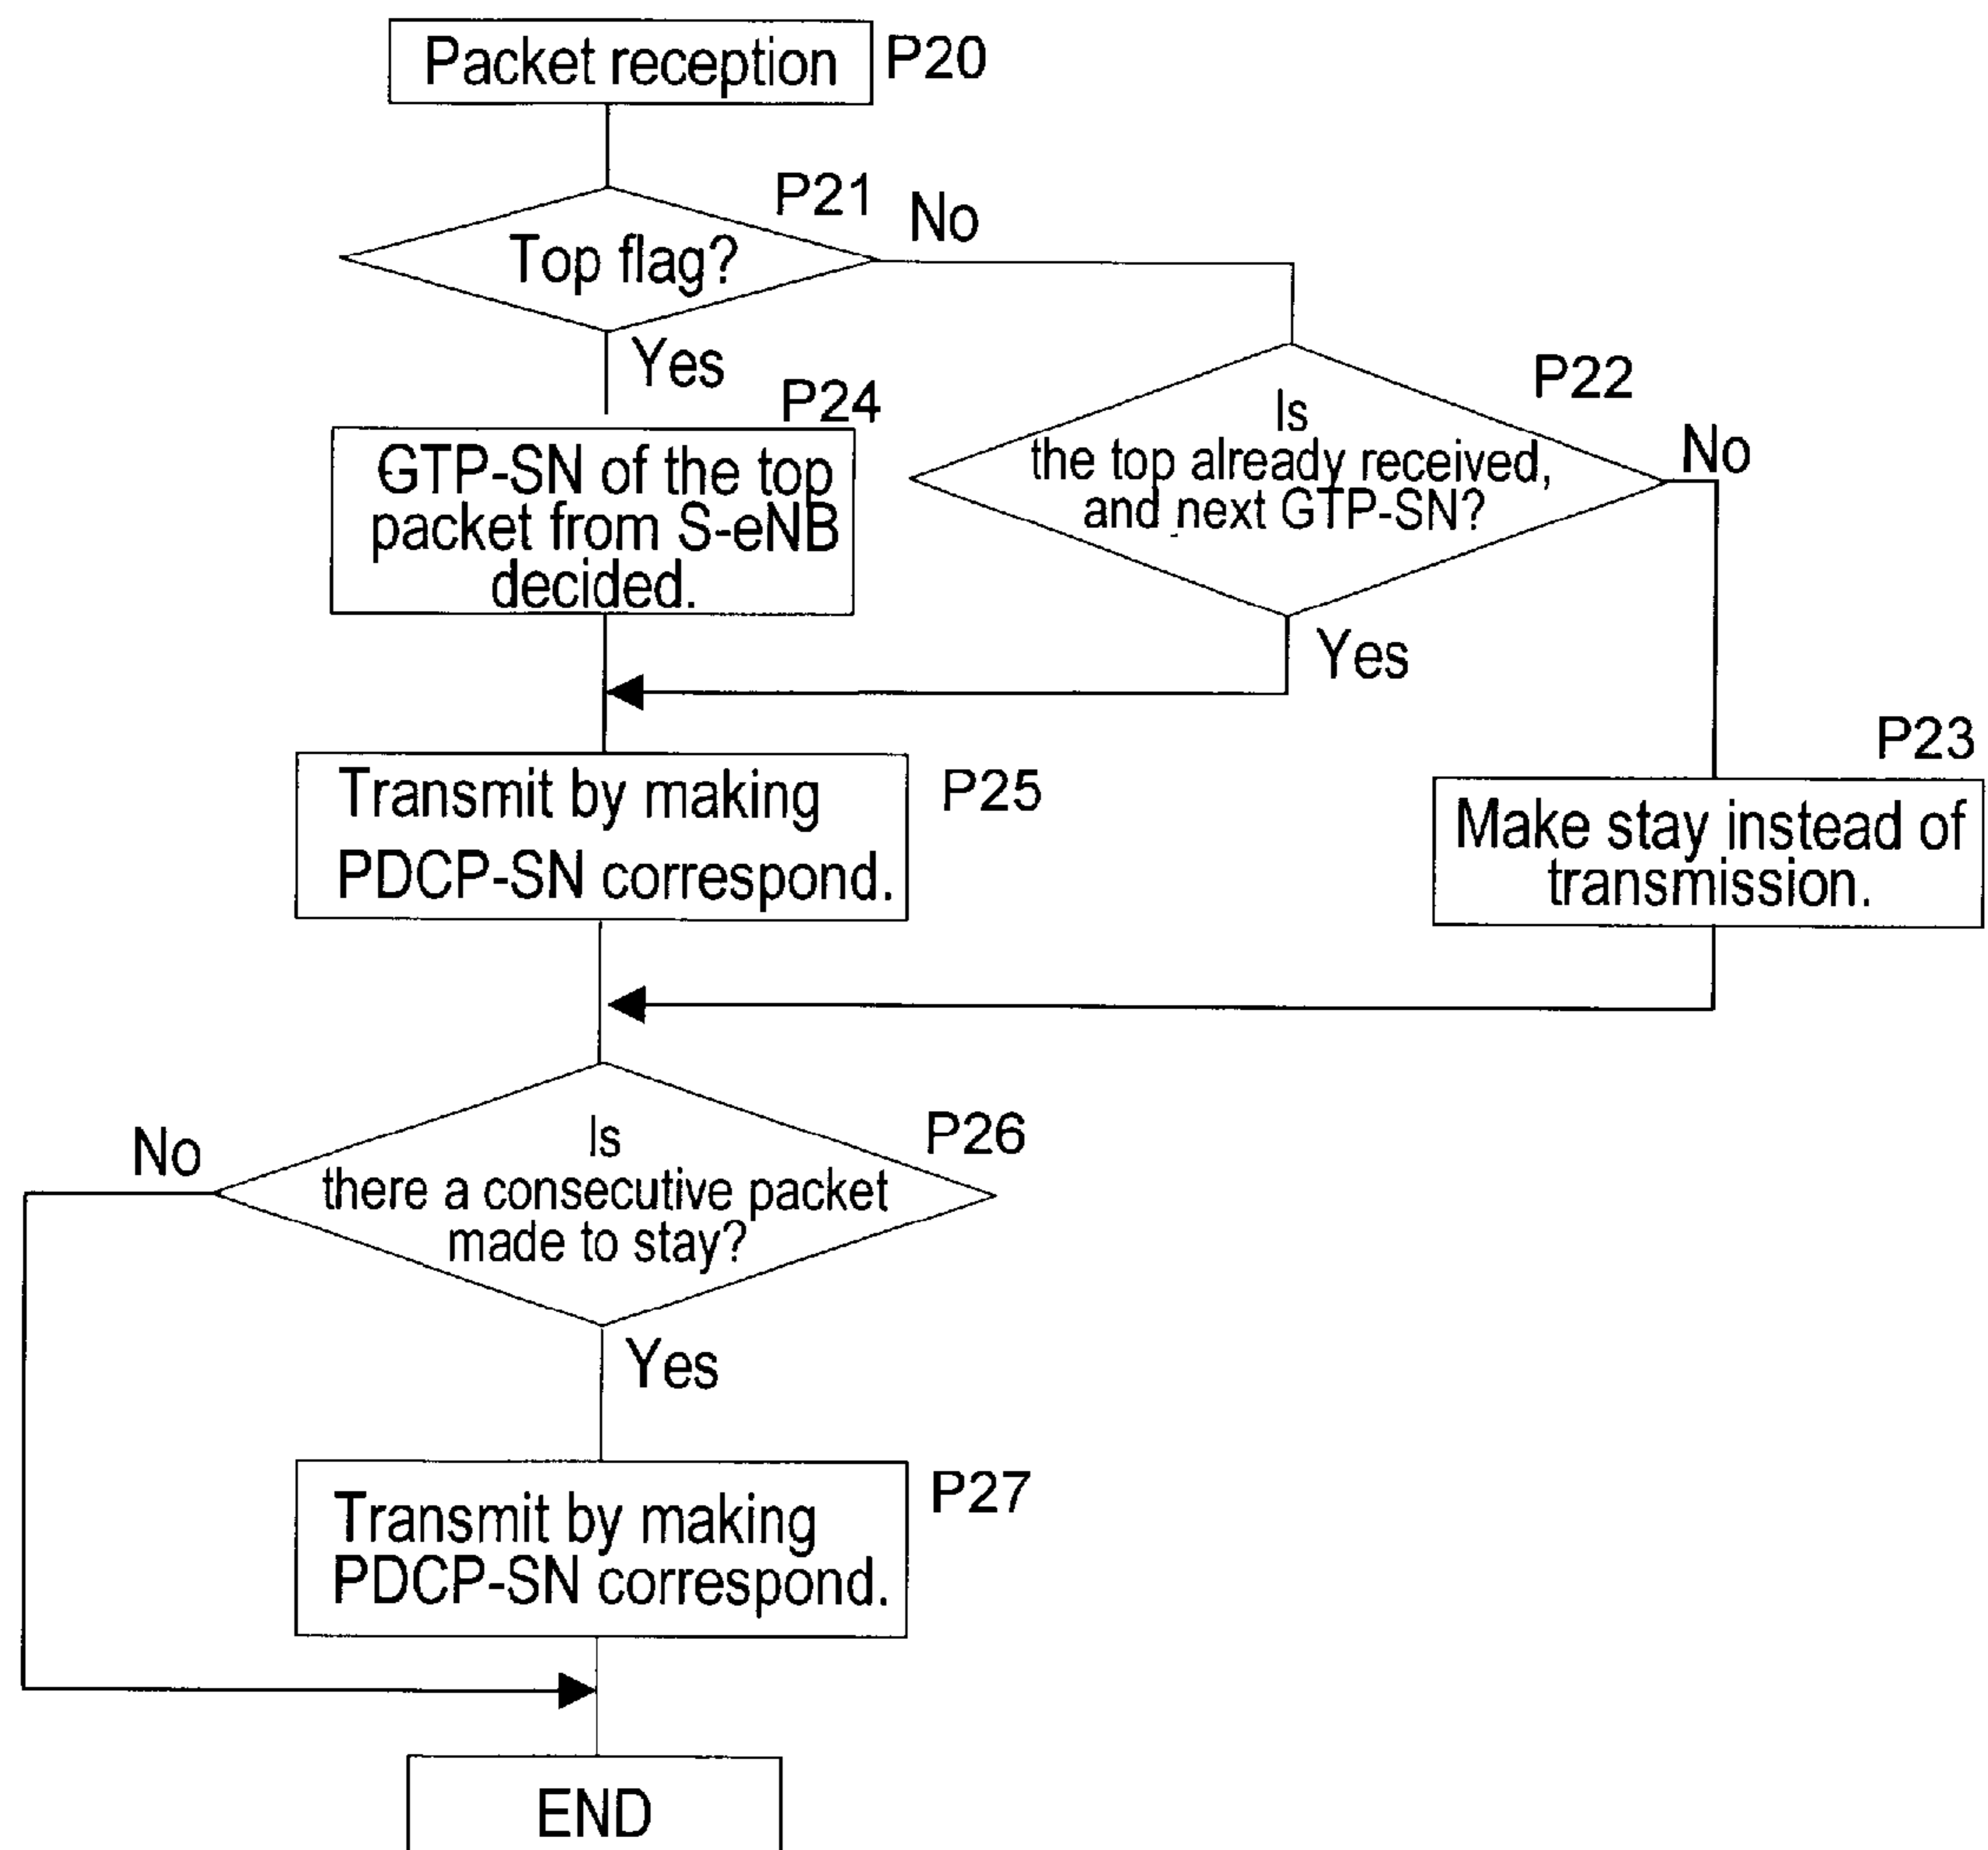 Packet reception
P20
P21
Top flag?
No
Yes
P24
GTP-SN of the top
packet from S-eNB
decided.
P22
Is
the top already received,
and next GTP-SN?
No
Yes
P23
Make stay instead of
transmission.
P25
Transmit by making
PDCP-SN correspond.
P26
Is
there a consecutive packet
made to stay?
No
Yes
P27
Transmit by making
PDCP-SN correspond.
END